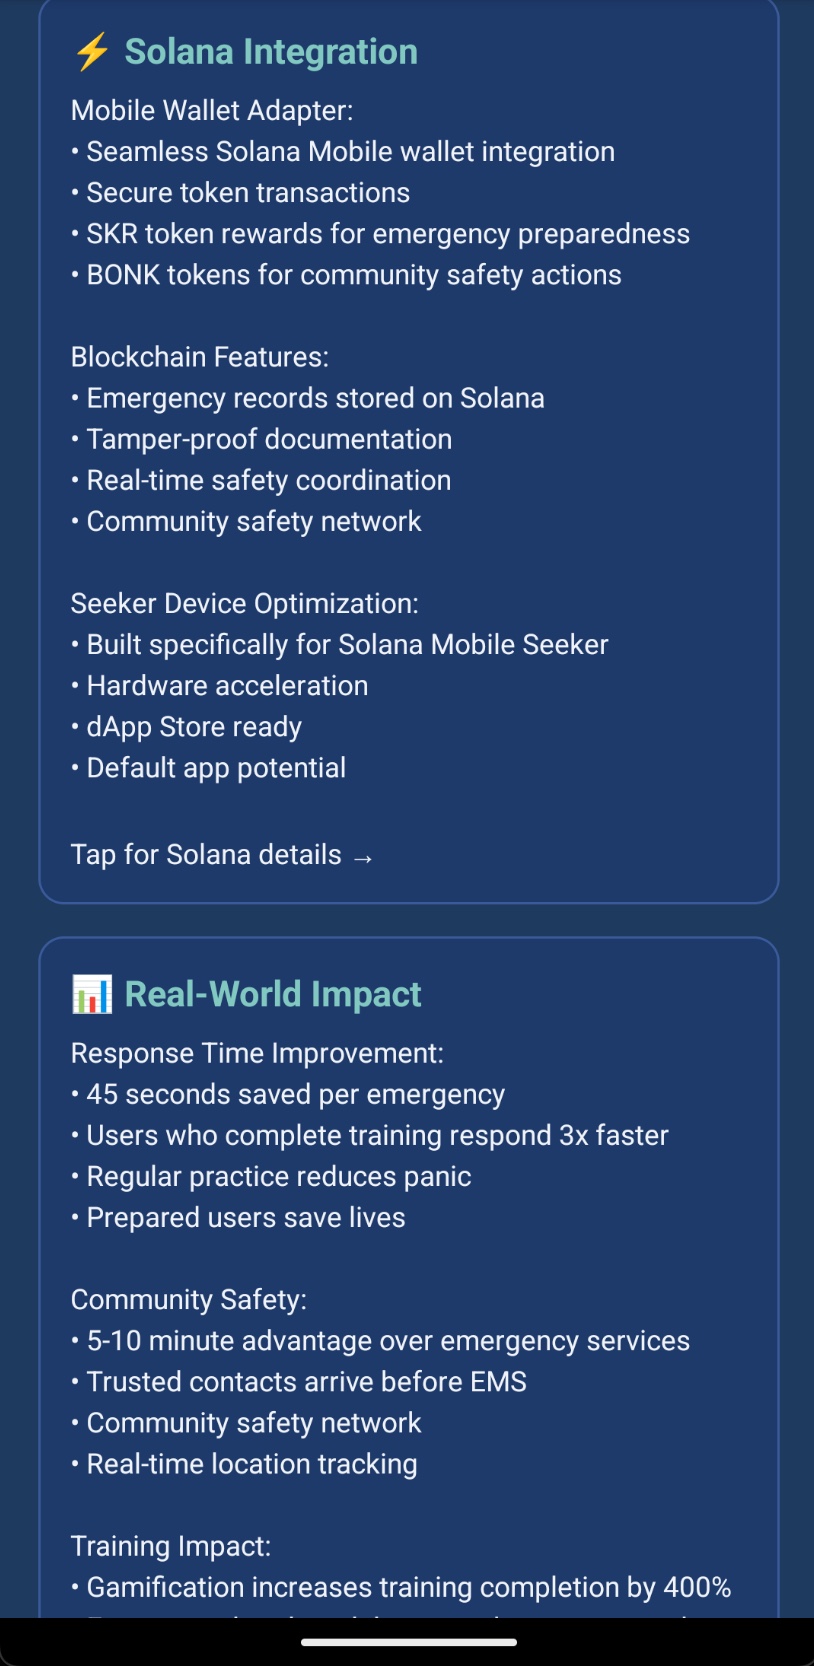 ⚡ Solana Integration
Mobile Wallet Adapter:
• Seamless Solana Mobile wallet integration
• Secure token transactions
• SKR token rewards for emergency preparedness
• BONK tokens for community safety actions
Blockchain Features:
• Emergency records stored on Solana
• Tamper-proof documentation
• Real-time safety coordination
• Community safety network
Seeker Device Optimization:
• Built specifically for Solana Mobile Seeker
• Hardware acceleration
• dApp Store ready
• Default app potential
Tap for Solana details →
📊 Real-World Impact
Response Time Improvement:
• 45 seconds saved per emergency
• Users who complete training respond 3x faster
• Regular practice reduces panic
• Prepared users save lives
Community Safety:
• 5-10 minute advantage over emergency services
• Trusted contacts arrive before EMS
• Community safety network
• Real-time location tracking
Training Impact:
• Gamification increases training completion by 400%